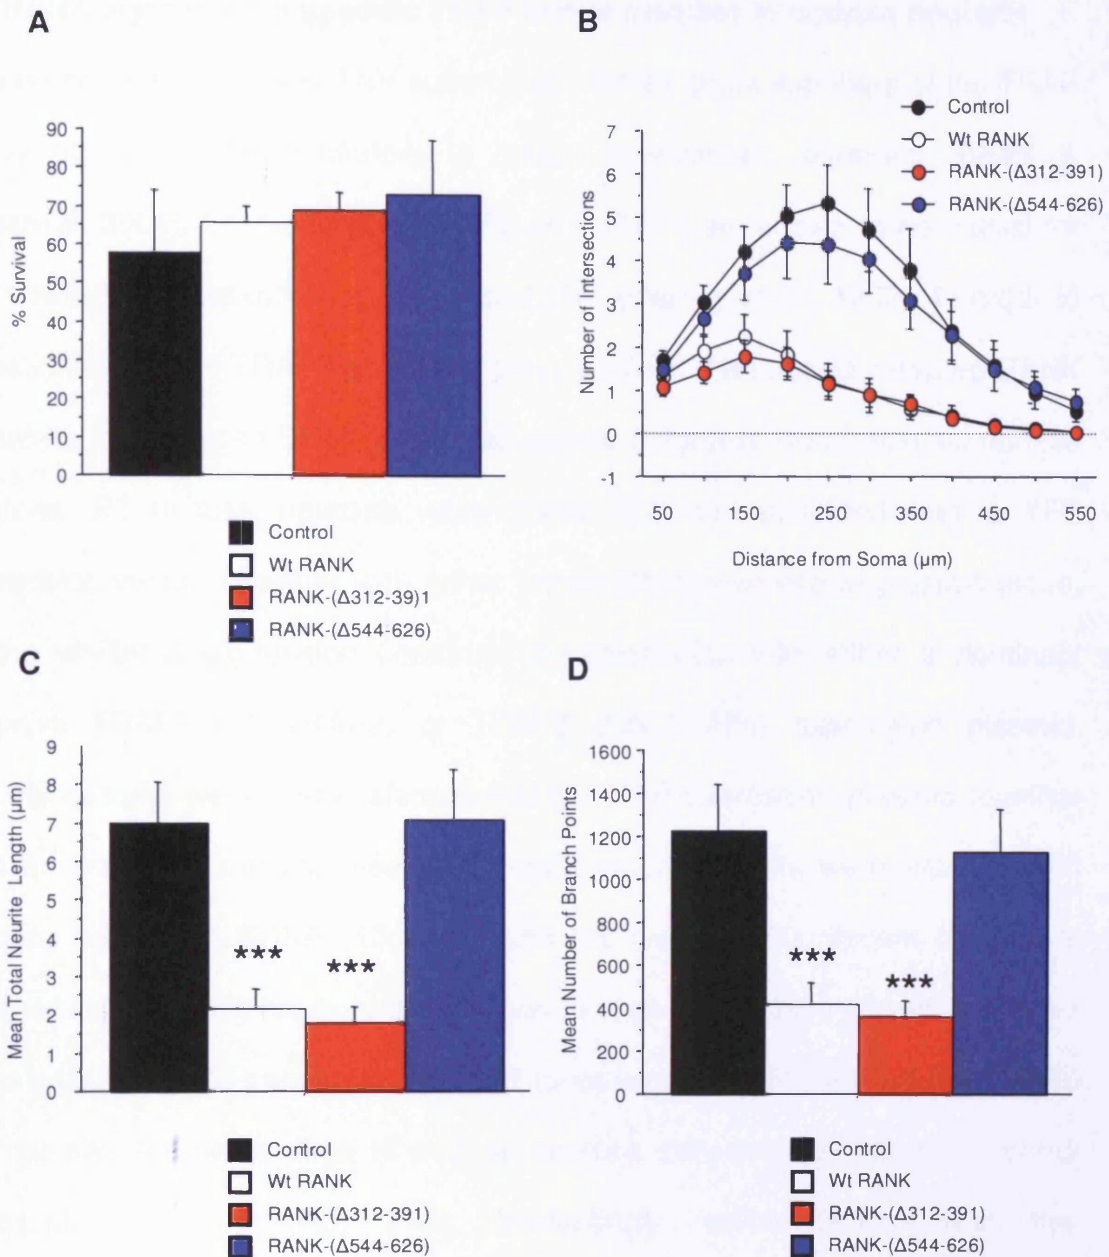 A
90
80
70
60
50
40
30
20
10
0
% Survival
Control
Wt RANK
RANK-(Δ312-39)1
RANK-(Δ544-626)
B
7
6
5
4
3
2
1
0
-1
Number of Intersections
50 150 250 350 450 550
Distance from Soma (µm)
Control
Wt RANK
RANK-(Δ312-391)
RANK-(Δ544-626)
C
9
8
7
6
5
4
3
2
1
0
Mean Total Neurite Length (µm)
***
***
Control
Wt RANK
RANK-(Δ312-391)
RANK-(Δ544-626)
D
1600
1400
1200
1000
800
600
400
200
0
Mean Number of Branch Points
***
***
Control
Wt RANK
RANK-(Δ312-391)
RANK-(Δ544-626)